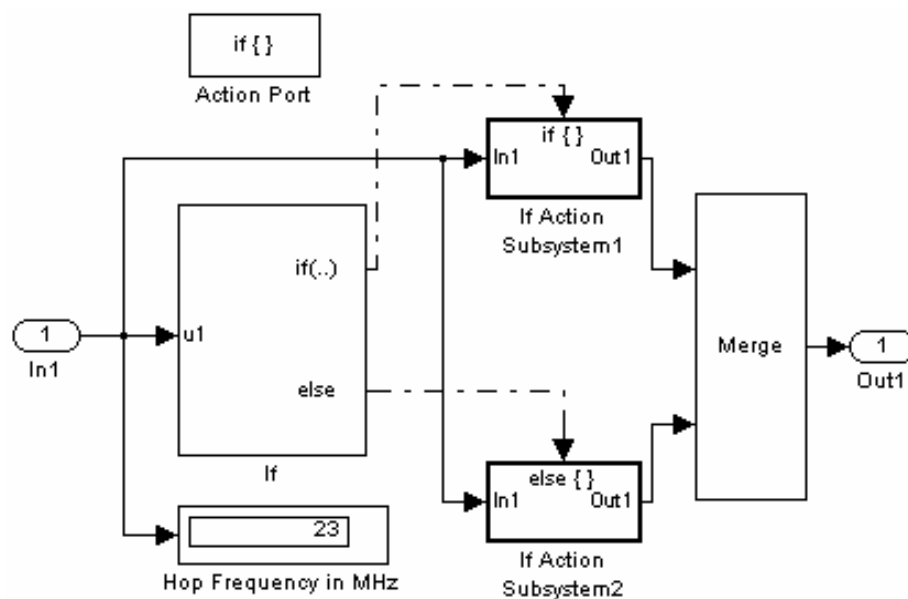 if { }
Action Port
if { }
In1
Out1
If Action
Subsystem1
if(..)
u1
else
If
1
In1
Merge
1
Out1
else { }
In1
Out1
If Action
Subsystem2
23
Hop Frequency in MHz